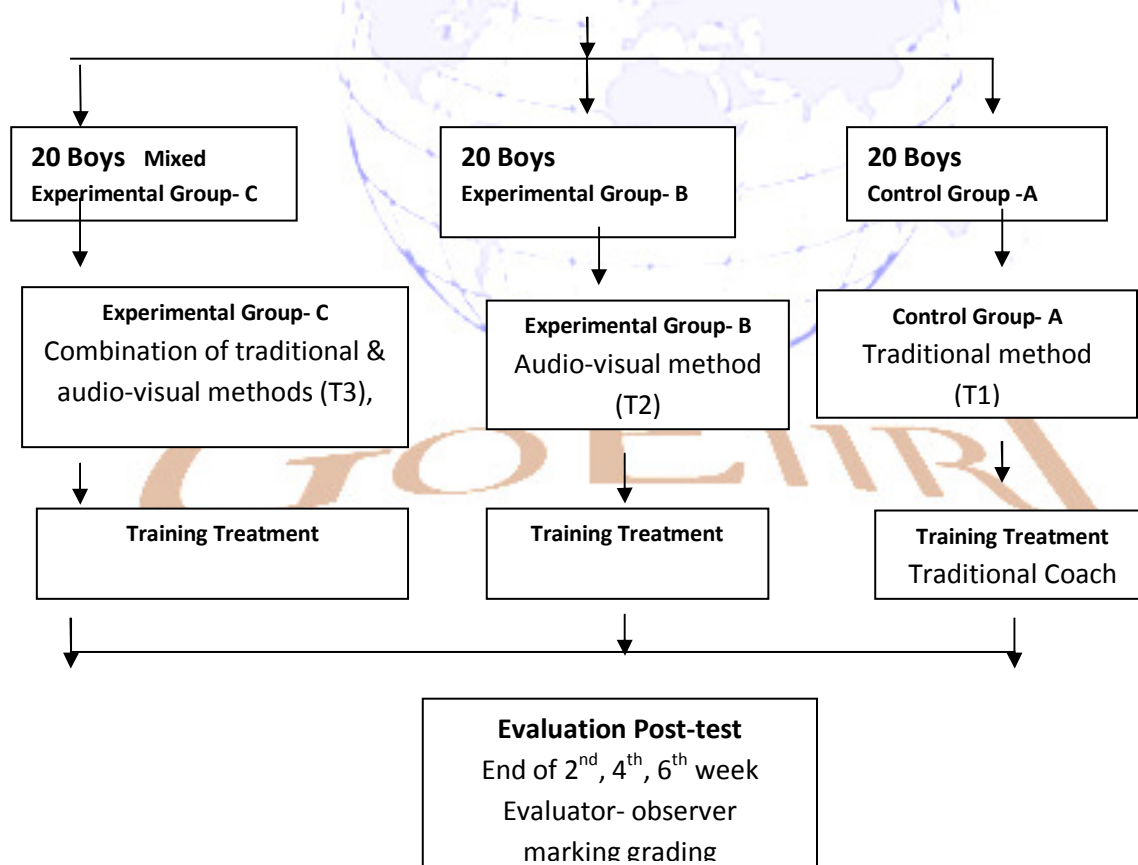 20 Boys Mixed
Experimental Group- C
20 Boys
Experimental Group- B
20 Boys
Control Group -A
Experimental Group- C
Combination of traditional &
audio-visual methods (T3),
Experimental Group- B
Audio-visual method
(T2)
Control Group- A
Traditional method
(T1)
GOEIIRJ
Training Treatment
Training Treatment
Training Treatment
Traditional Coach
Evaluation Post-test
End of 2nd, 4th, 6th week
Evaluator- observer
marking grading